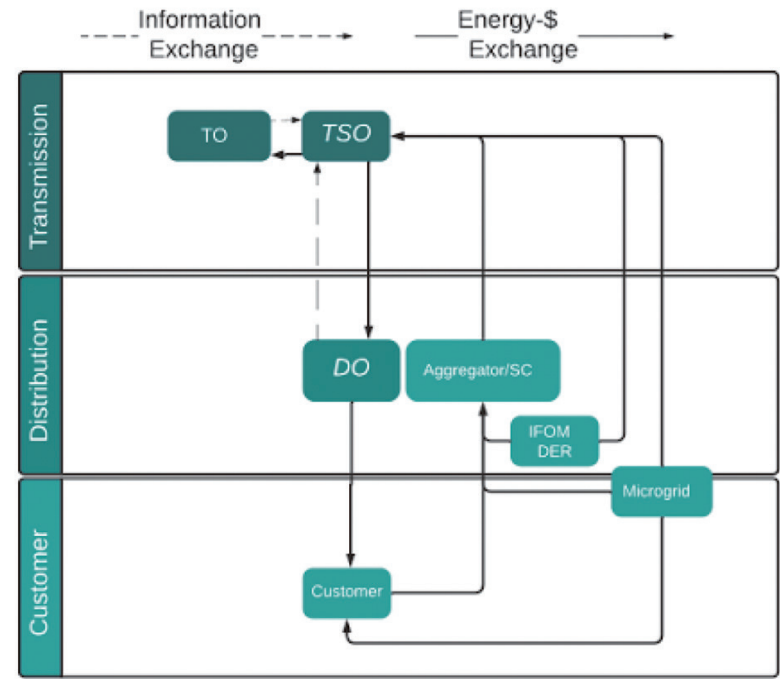 Information
Exchange
Energy-$
Exchange
Transmission
TO
TSO
Distribution
DO
Aggregator/SC
IFOM
DER
Microgrid
Customer
Customer